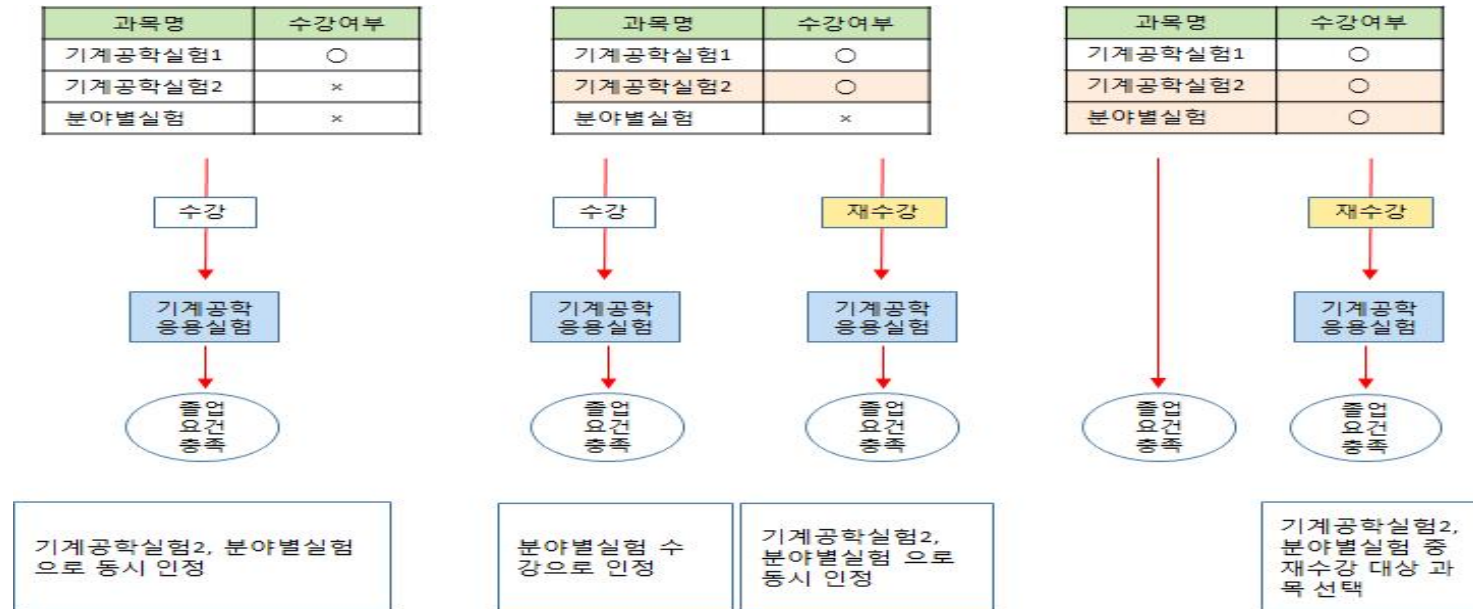 과목명 수강여부
기계공학실험1 ○
기계공학실험2 ×
분야별실험 ×
수강
기계공학
응용실험
졸업
요건
충족
기계공학실험2, 분야별실험
으로 동시 인정
과목명 수강여부
기계공학실험1 ○
기계공학실험2 ○
분야별실험 ×
수강
기계공학
응용실험
졸업
요건
충족
분야별실험 수
강으로 인정
재수강
기계공학
응용실험
졸업
요건
충족
기계공학실험2,
분야별실험 으로
동시 인정
과목명 수강여부
기계공학실험1 ○
기계공학실험2 ○
분야별실험 ○
졸업
요건
충족
재수강
기계공학
응용실험
졸업
요건
충족
기계공학실험2,
분야별실험 중
재수강 대상 과
목 선택